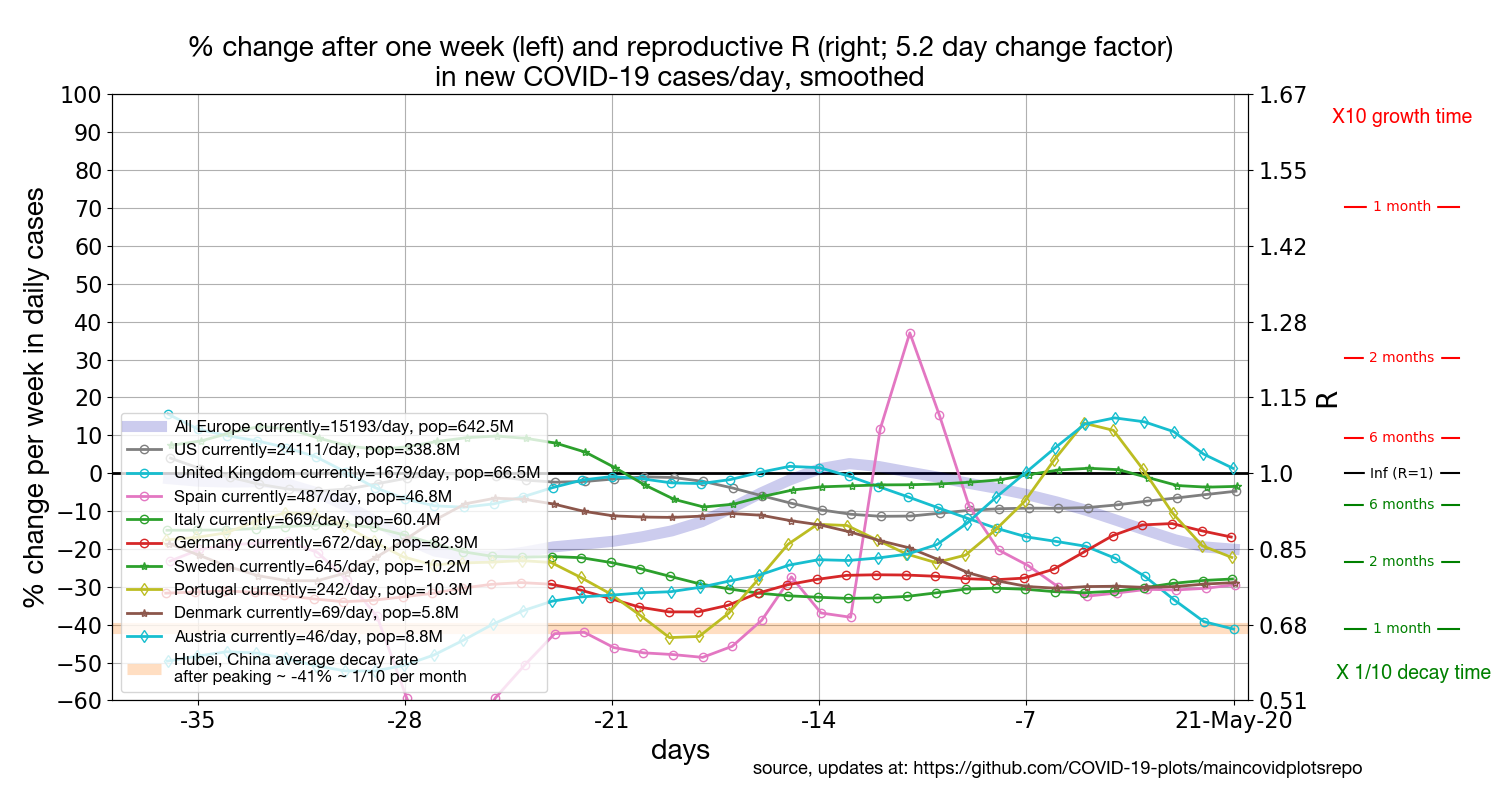 % change after one week (left) and reproductive R (right; 5.2 day change factor)
in new COVID-19 cases/day, smoothed
% change per week in daily cases
100
90
80
70
60
50
40
30
20
10
0
−10
−20
−30
−40
−50
−60
All Europe currently=15193/day, pop=642.5M
US currently=24111/day, pop=338.8M
United Kingdom currently=1679/day, pop=66.5M
Spain currently=487/day, pop=46.8M
Italy currently=669/day, pop=60.4M
Germany currently=672/day, pop=82.9M
Sweden currently=645/day, pop=10.2M
Portugal currently=242/day, pop=10.3M
Denmark currently=69/day, pop=5.8M
Austria currently=46/day, pop=8.8M
Hubei, China average decay rate
after peaking ~ -41% ~ 1/10 per month
1.67
1.55
1.42
1.28
1.15
1.0
0.85
0.68
0.51
R
X10 growth time
1 month
2 months
6 months
Inf (R=1)
6 months
2 months
1 month
X 1/10 decay time
-35
-28
-21
-14
-7
21-May-20
days
source, updates at: https://github.com/COVID-19-plots/maincovidplotsrepo